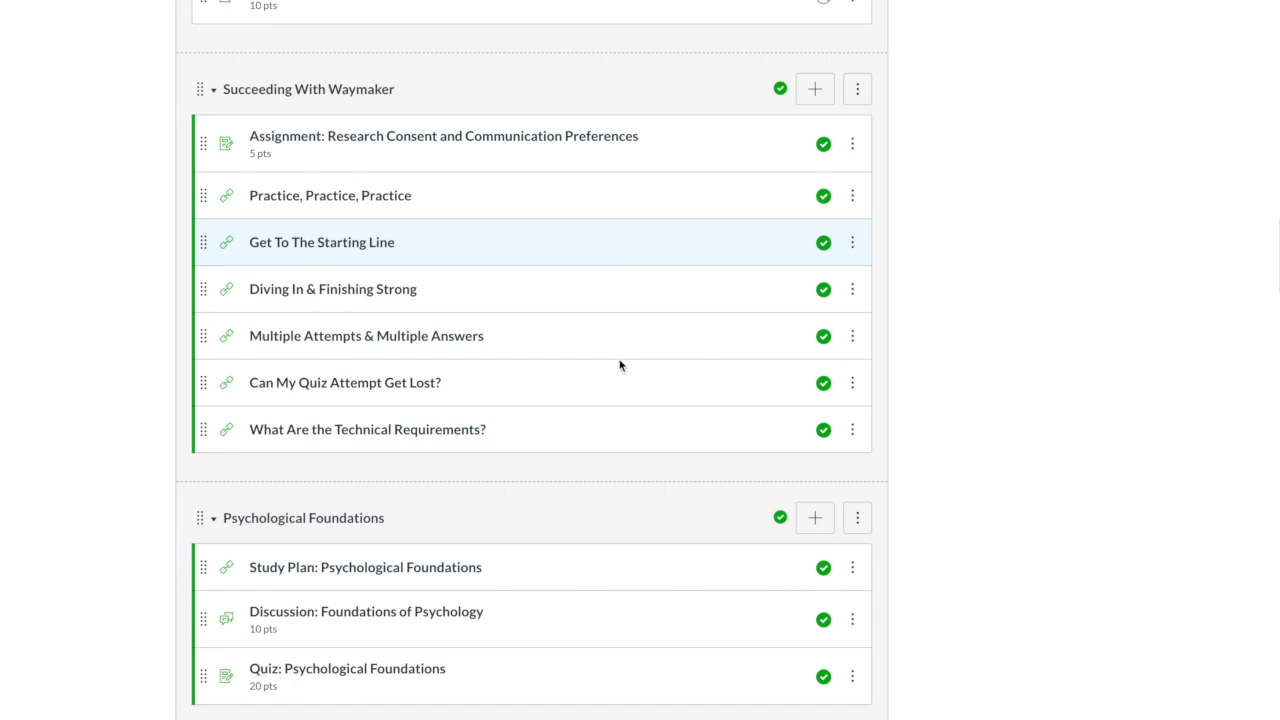 10 pts
Succeeding With Waymaker
Assignment: Research Consent and Communication Preferences
5 pts
Practice, Practice, Practice
Get To The Starting Line
Diving In & Finishing Strong
Multiple Attempts & Multiple Answers
Can My Quiz Attempt Get Lost?
What Are the Technical Requirements?
Psychological Foundations
Study Plan: Psychological Foundations
Discussion: Foundations of Psychology
10 pts
Quiz: Psychological Foundations
20 pts